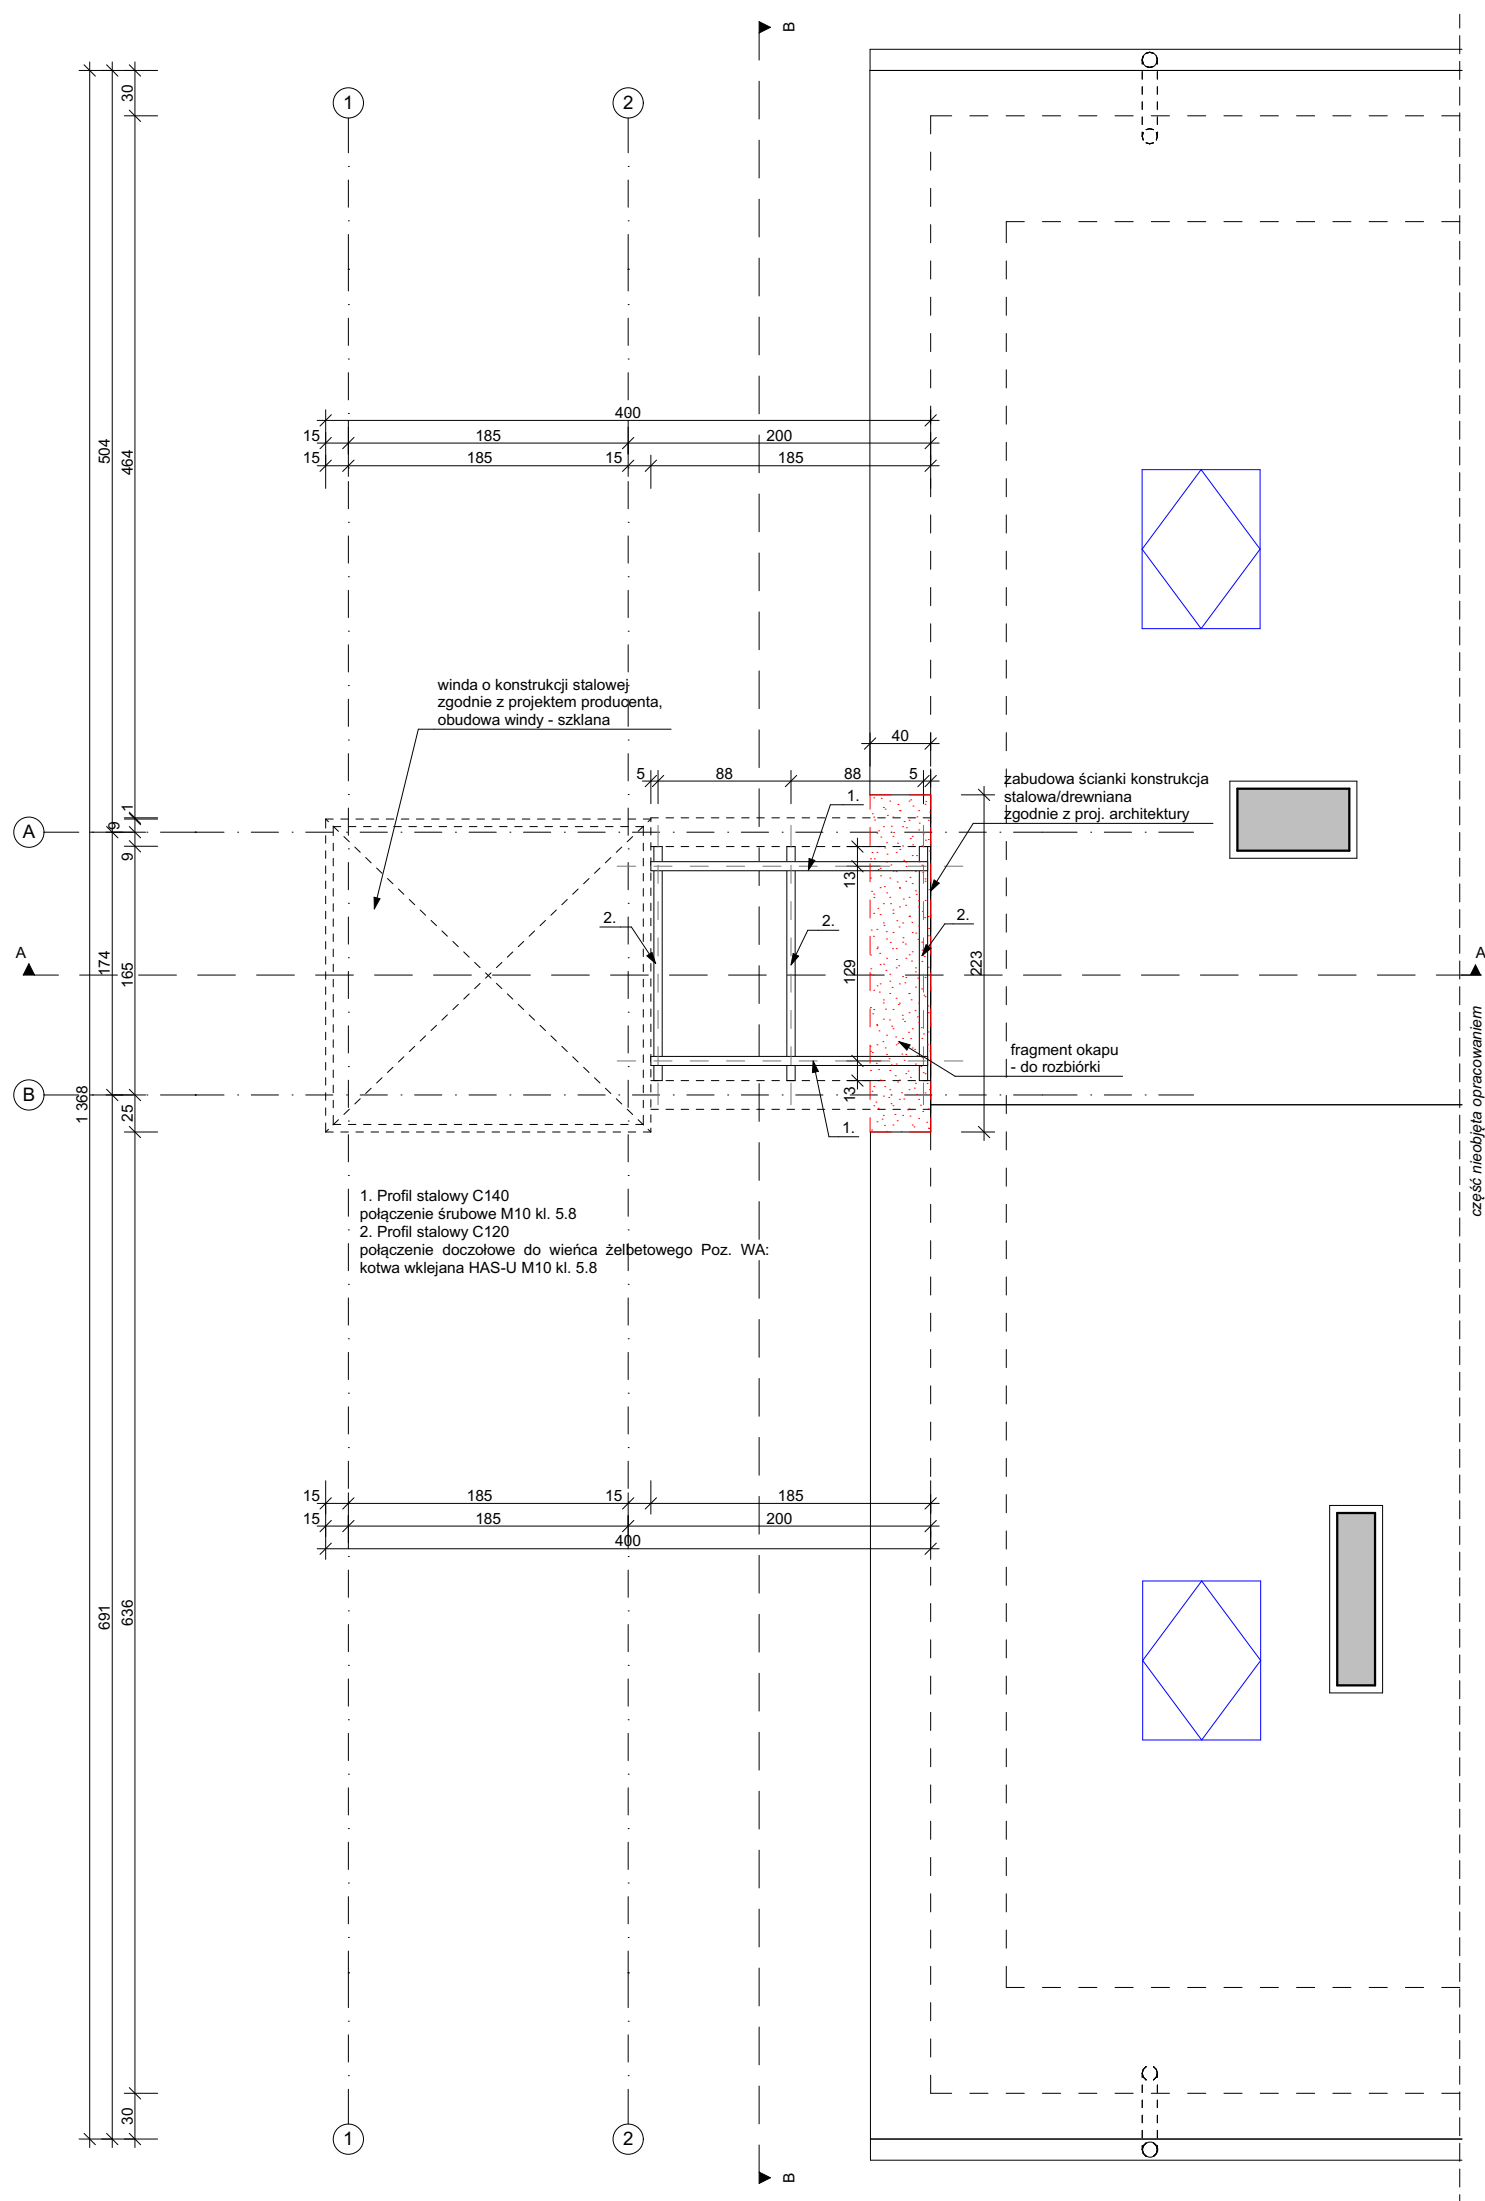 B
30
1
2
400
15
185
200
15
185
15
185
504
464
winda o konstrukcji stalowej
zgodnie z projektem producenta,
obudowa windy - szklana
40
5
88
88
5
zabudowa ścianki konstrukcja
stalowa/drewniana
zgodnie z proj. architektury
1.
1
9
A
9
13
2.
2.
2.
A
A
174
165
129
223
fragment okapu
- do rozbiórki
część nieobjęta opracowaniem
B
1 368
25
13
1.
1. Profil stalowy C140
połączenie śrubowe M10 kl. 5.8
2. Profil stalowy C120
połączenie doczołowe do wieńca żelbetowego Poz. WA:
kotwa wklejana HAS-U M10 kl. 5.8
15
185
15
185
15
185
200
400
691
636
30
1
2
B